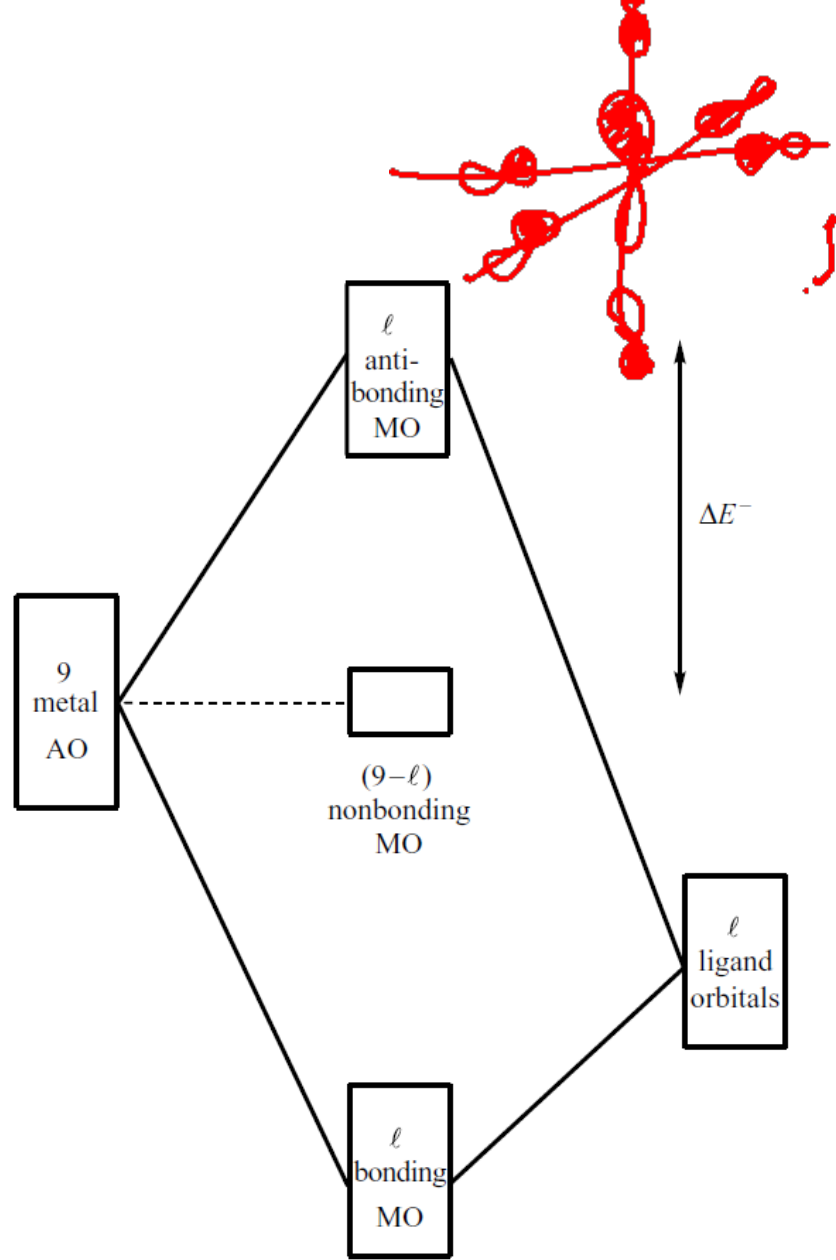 ℓ
anti-
bonding
MO
ΔE⁻
9
metal
AO
(9−ℓ)
nonbonding
MO
ℓ
ligand
orbitals
ℓ
bonding
MO